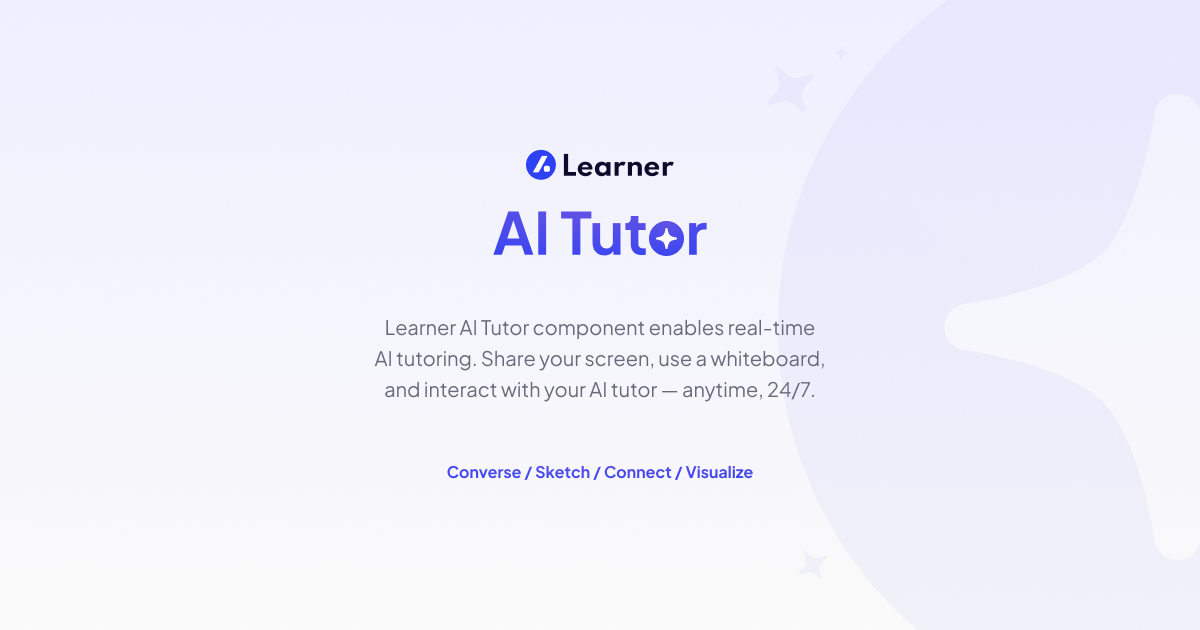 Learner
AI Tutor
Learner AI Tutor component enables real-time
AI tutoring. Share your screen, use a whiteboard,
and interact with your AI tutor — anytime, 24/7.
Converse / Sketch / Connect / Visualize